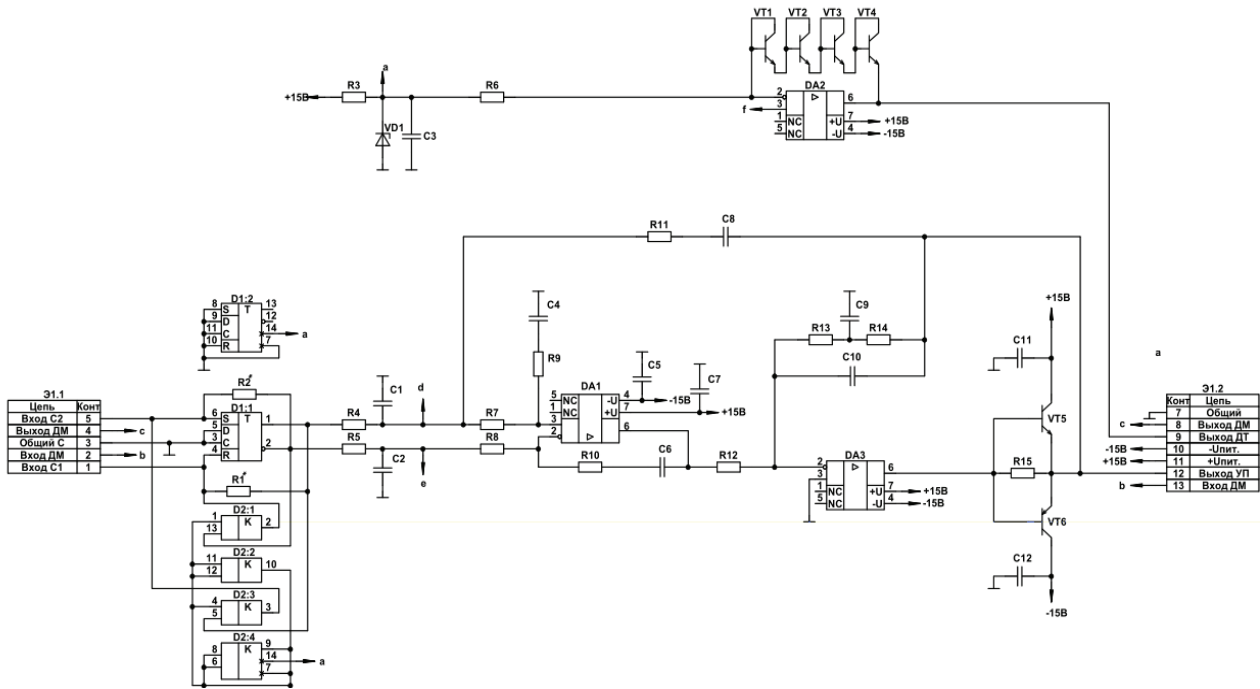 VT1 VT2 VT3 VT4
a
R3 R6 DA2
+15В
2 6
f 3
VD1 C3
1 NC +U 7 +15В
5 NC -U 4 -15В
R11 C8
D1:2
8 S T 13
9 D 12
11 C 14 a
10 R 7
C4 C9
+15В
R13 R14
C11
R9 C10
C5 C7
a
R2*
Э1.1
Цепь Конт
Вход С2 5
Выход ДМ 4 c
Общий С 3
Вход ДМ 2 b
Вход С1 1
D1:1
6 S T 1
5 D
3 C 2
4 R
C1 d
R4 R7
R5 R8
C2 e
DA1
5 NC -U 4 -15В
1 NC +U 7 +15В
3
2 6
R10 C6 R12
DA3
2 6
3
1 NC +U 7 +15В
5 NC -U 4 -15В
VT5
R15
VT6
Э1.2
Конт Цепь
7 Общий
c 8 Выход ДМ
9 Выход ДТ
-15В 10 -Uпит.
+15В 11 +Uпит.
12 Выход УП
b 13 Вход ДМ
R1*
D2:1
1 K 2
13
D2:2
11 K 10
12
D2:3
4 K 3
5
D2:4
8 K 9
6 14 a
7
C12
-15В